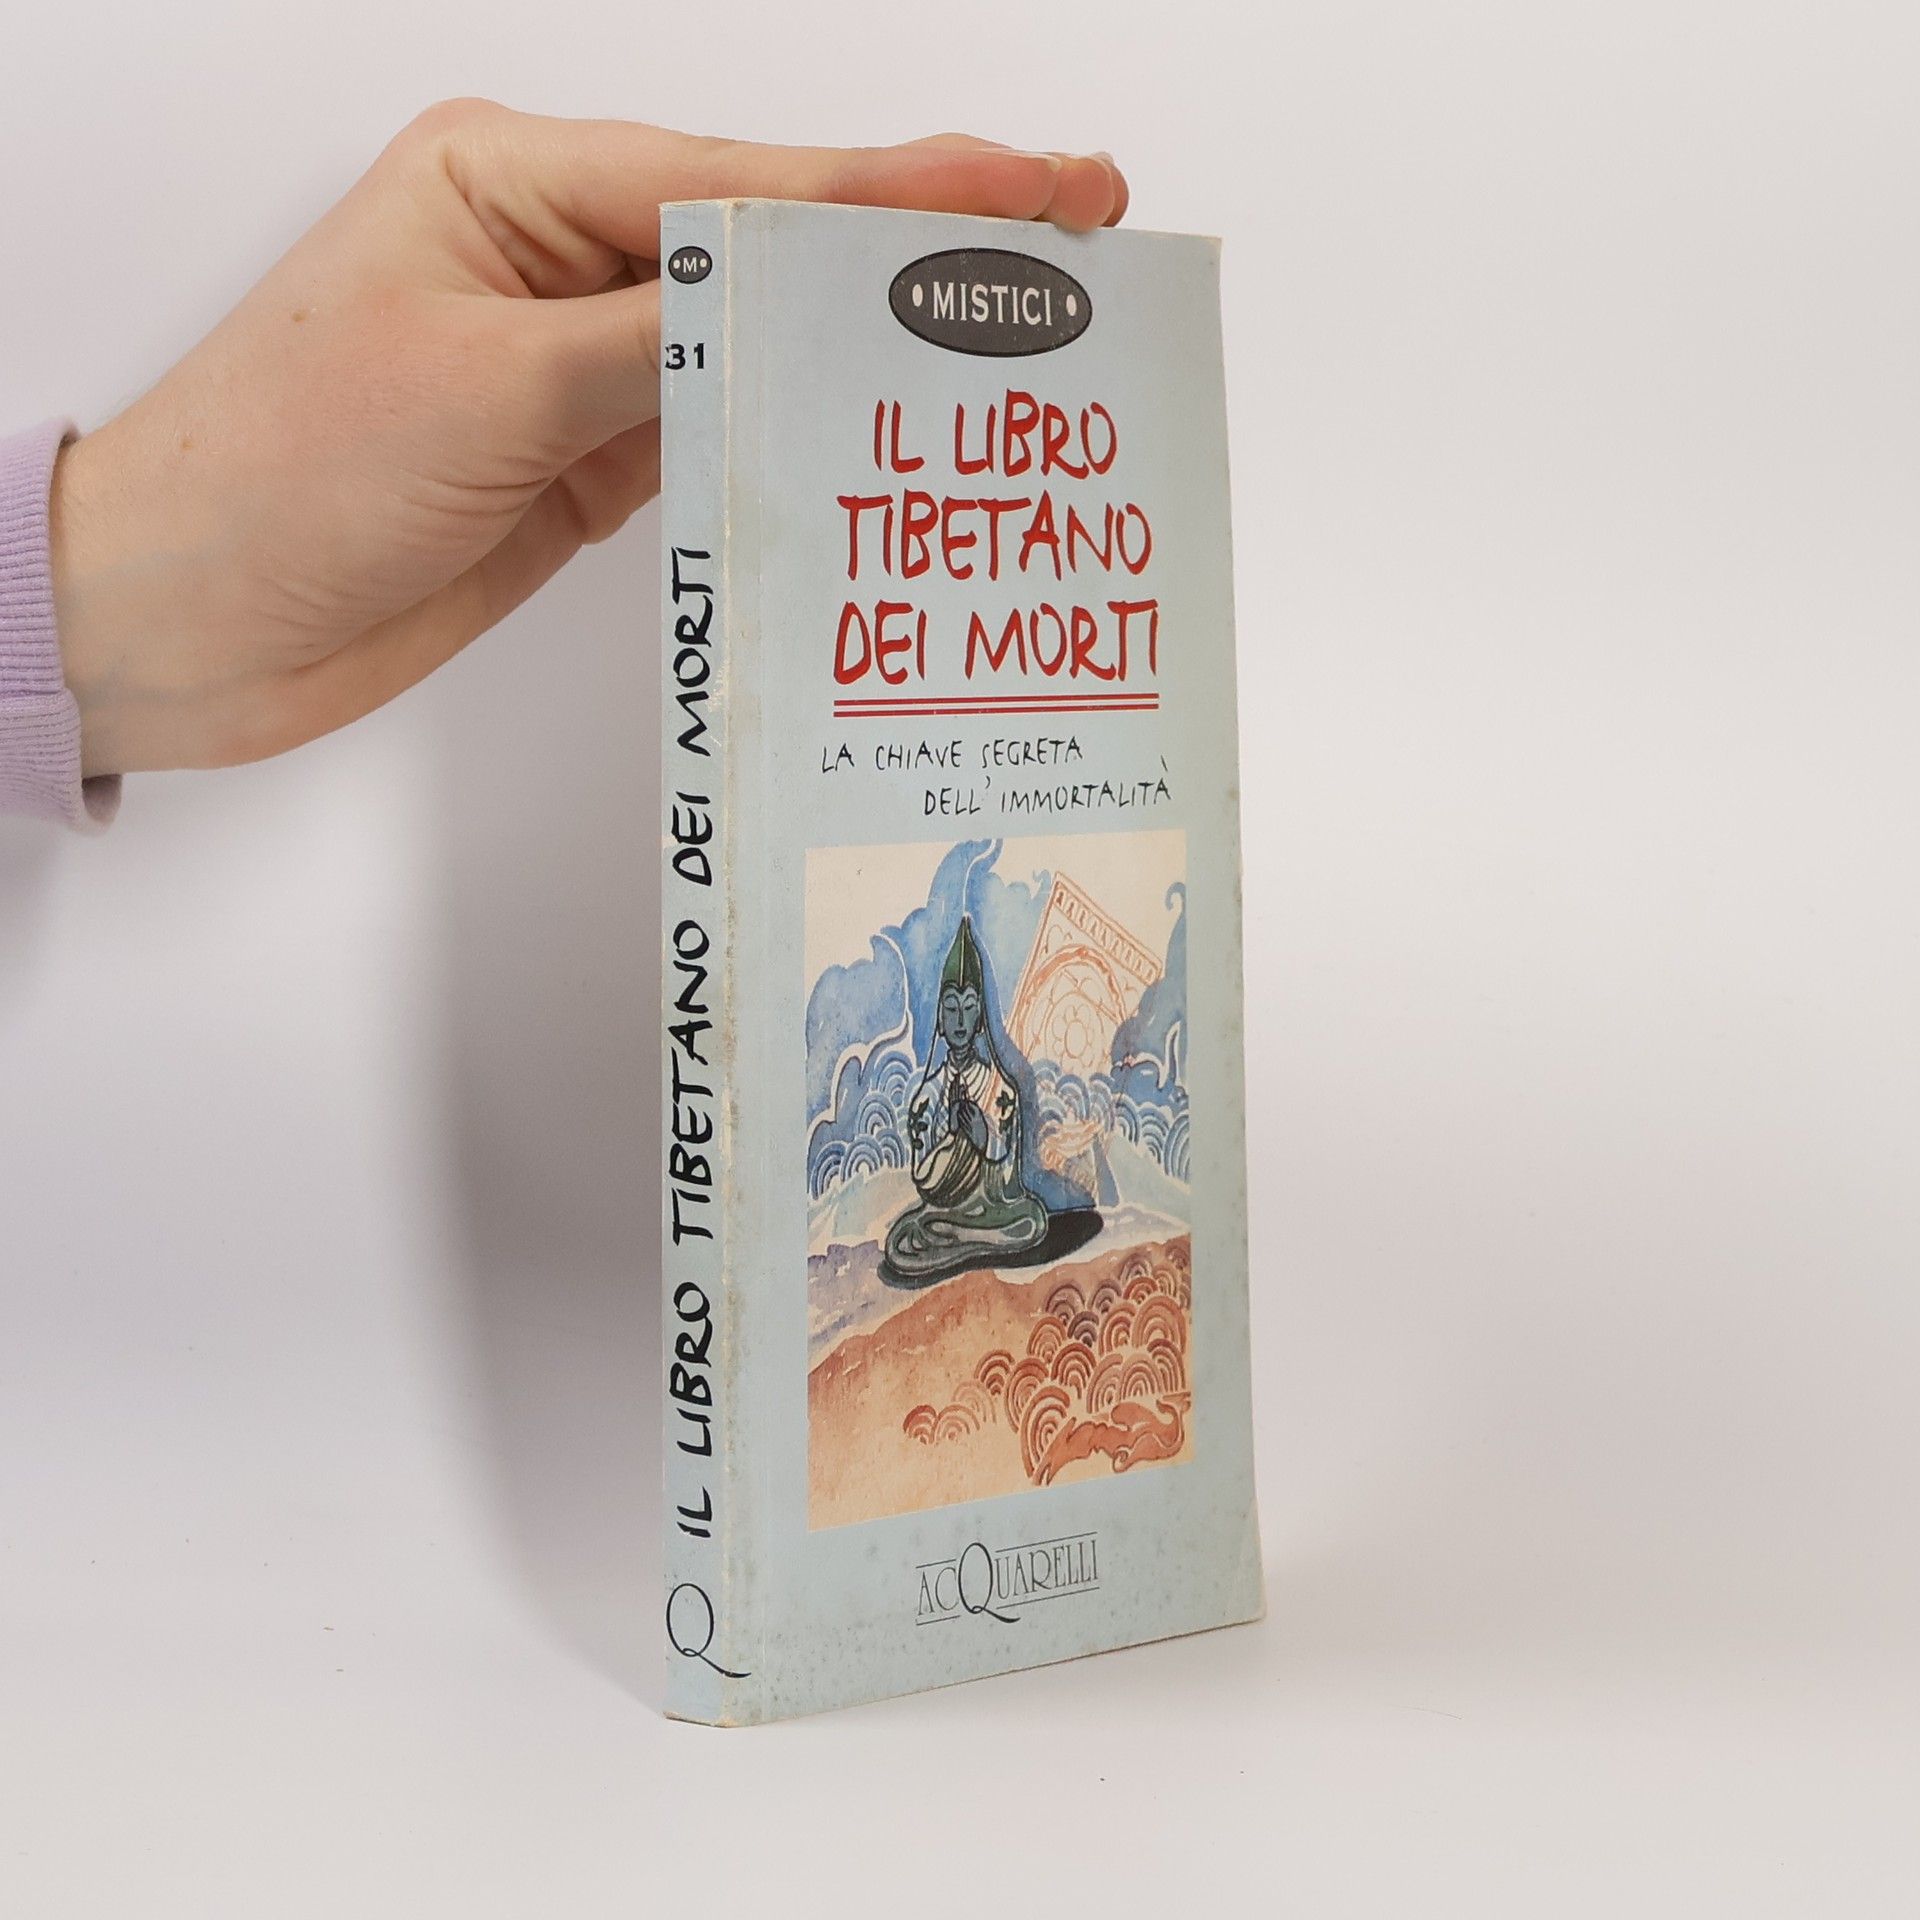 •M•
31
IL LIBRO TIBETANO DEI MORTI
Q
•MISTICI•
IL LIBRO
TIBETANO
DEI MORTI
LA CHIAVE SEGRETA
DELL'IMMORTALITÀ
ACQUARELLI